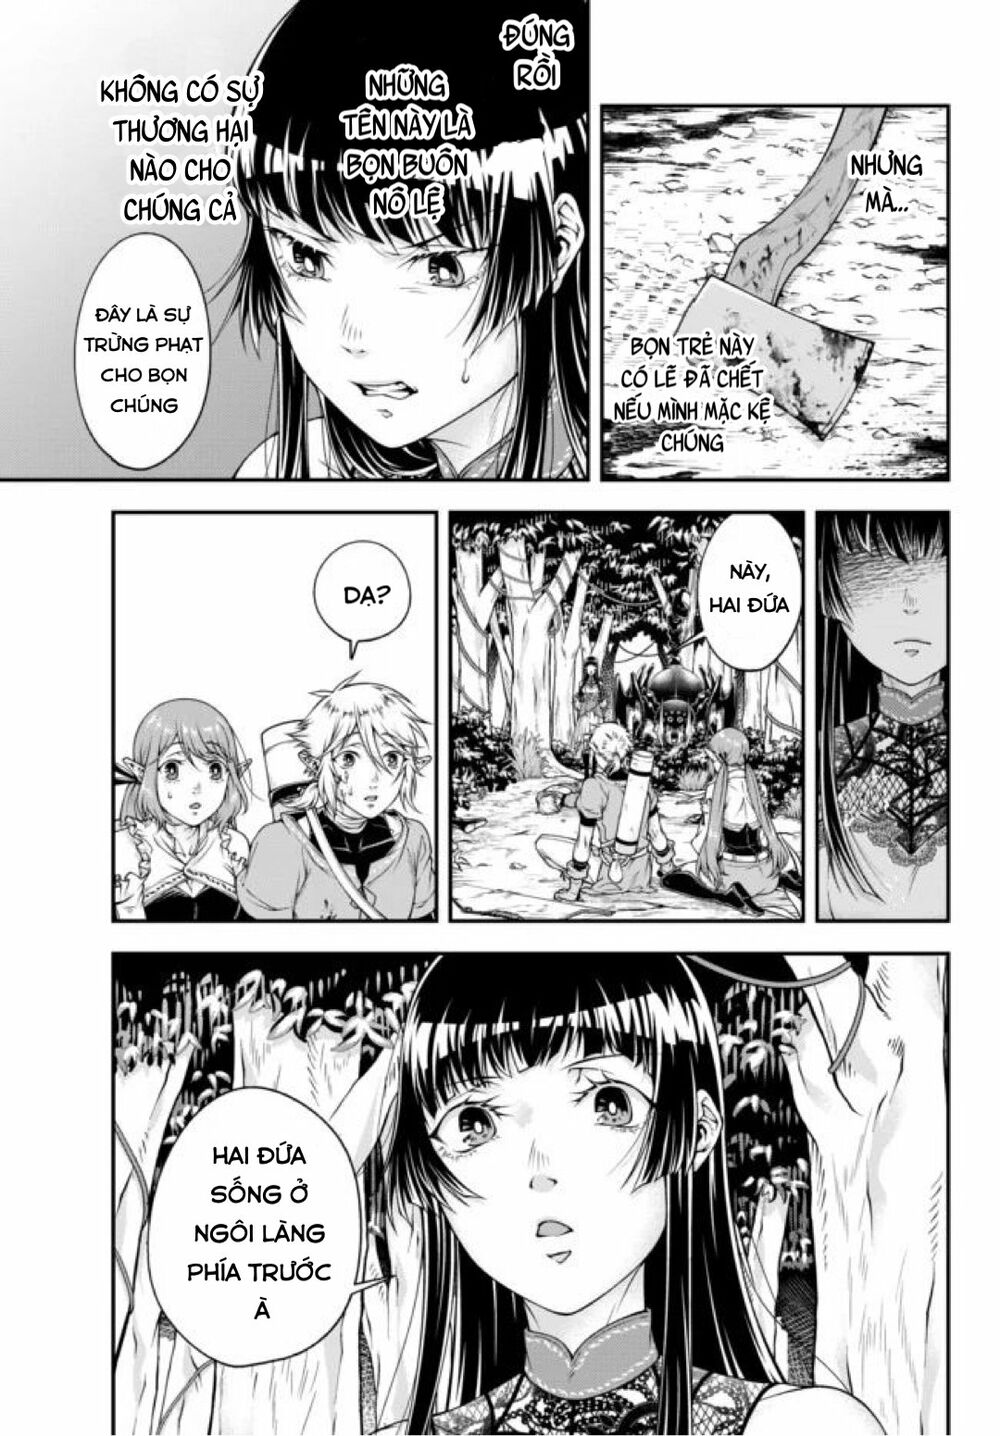 NHƯNG
MÀ...
BỌN TRẺ NÀY
CÓ LẼ ĐÃ CHẾT
NẾU MÌNH MẶC KỆ
CHÚNG
ĐÚNG
RỒI
NHỮNG
TÊN NÀY LÀ
BỌN BUÔN
NÔ LỆ
KHÔNG CÓ SỰ
THƯƠNG HẠI
NÀO CHO
CHÚNG CẢ
ĐÂY LÀ SỰ
TRỪNG PHẠT
CHO BỌN
CHÚNG
NÀY,
HAI ĐỨA
DẠ?
HAI ĐỨA
SỐNG Ở
NGÔI LÀNG
PHÍA TRƯỚC
À